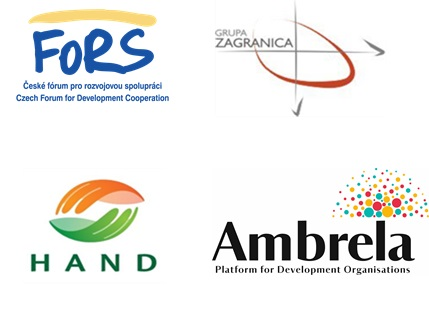 FoRS
České fórum pro rozvojovou spolupráci
Czech Forum for Development Cooperation
GRUPA
ZAGRANICA
HAND
Ambrela
Platform for Development Organisations